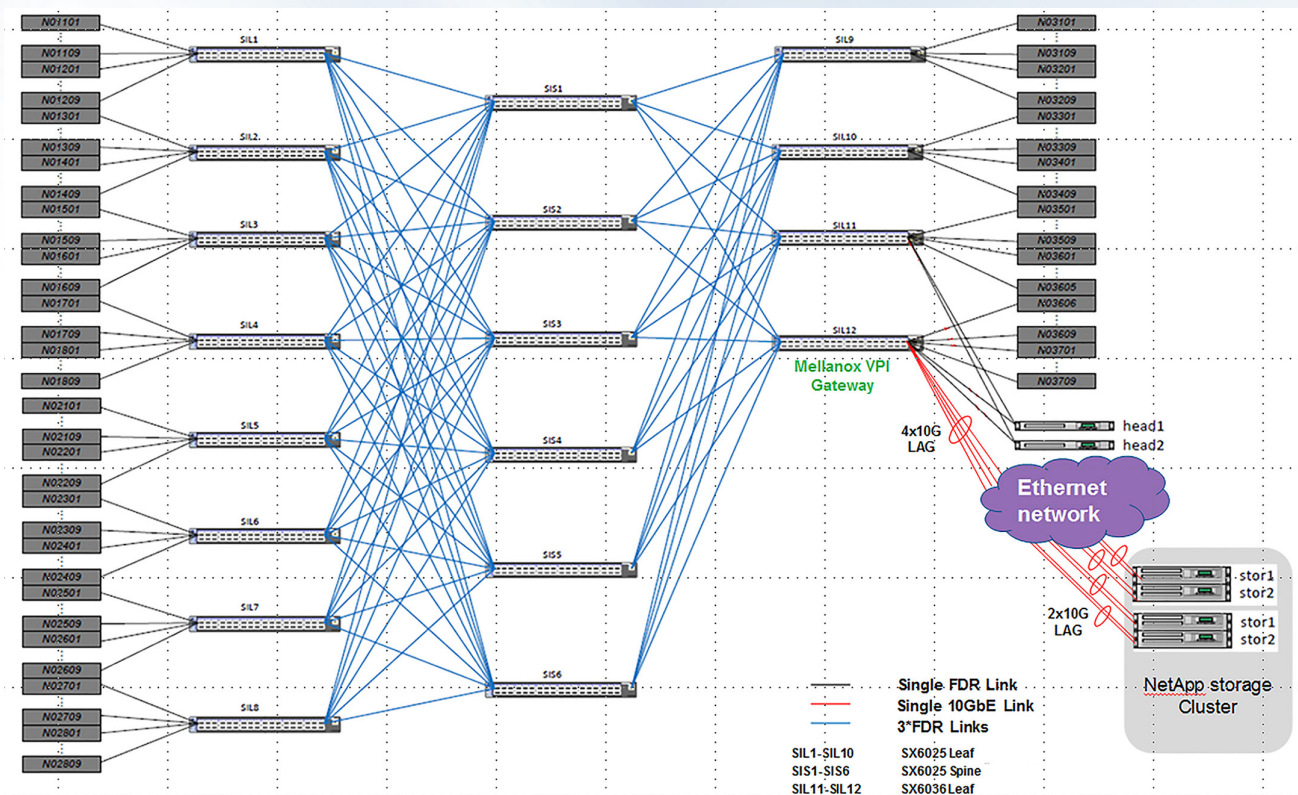 N01101
N01109
N01201
N01209
N01301
N01309
N01401
N01409
N01501
N01509
N01601
N01609
N01701
N01709
N01801
N01809
N02101
N02109
N02201
N02209
N02301
N02309
N02401
N02409
N02501
N02509
N02601
N02609
N02701
N02709
N02801
N02809
SIL1
SIL2
SIL3
SIL4
SIL5
SIL6
SIL7
SIL8
SIS1
SIS2
SIS3
SIS4
SIS5
SIS6
SIL9
SIL10
SIL11
SIL12
Mellanox VPI
Gateway
N03101
N03109
N03201
N03209
N03301
N03309
N03401
N03409
N03501
N03509
N03601
N03605
N03606
N03609
N03701
N03709
head1
head2
4x10G
LAG
Ethernet
network
stor1
stor2
stor1
stor2
2x10G
LAG
NetApp storage
Cluster
Single FDR Link
Single 10GbE Link
3*FDR Links
SIL1-SIL10 SX6025 Leaf
SIS1-SIS6 SX6025 Spine
SIL11-SIL12 SX6036 Leaf